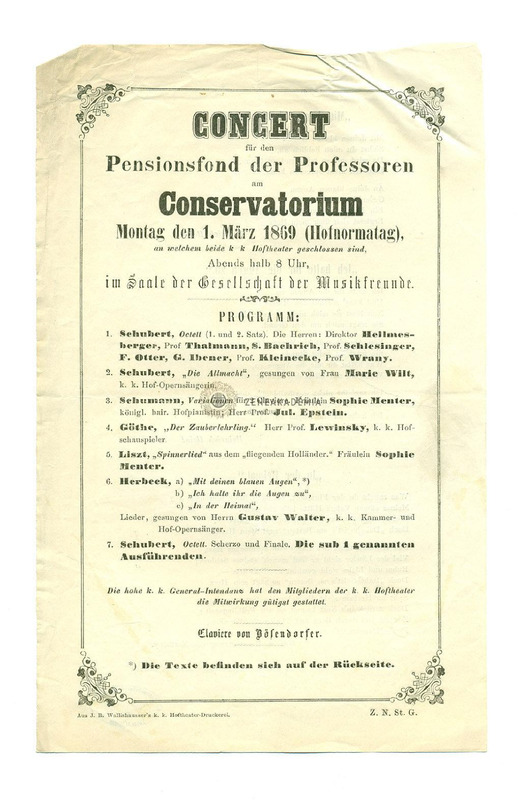 CONCERT
für den
Pensionsfond der Professoren
am
Conservatorium
Montag den 1. März 1869 (Hofnormatag),
an welchem beide k k Hoftheater geschlossen sind,
Abends halb 8 Uhr,
im Saale der Gesellschaft der Musikfreunde.
PROGRAMM:
1. Schubert, Octett (1. und 2. Satz). Die Herren: Director Hellmes-
berger, Prof Thalmann, S. Bachrich, Prof. Schlesinger,
F. Otter, G. Ibener, Prof. Kleinecke, Prof. Wrany.
2. Schubert, „Die Allmacht", gesungen von Frau Marie Wilt,
k. k. Hof-Opernsängerin.
3. Schumann, Variationen für 2 Claviere. Fräulein Sophie Menter,
königl. bair. Hofpianistin; Herr Prof. Jul. Epstein.
ZENEAKADÉMIA
4. Göthe, „Der Zauberlehrling." Herr Prof. Lewinsky, k. k. Hof-
schauspieler
5. Liszt, „Spinnerlied" aus dem „fliegenden Holländer." Fräulein Sophie
Menter.
6. Herbeck, a) „Mit deinen blauen Augen", *)
b) „Ich halte ihr die Augen zu",
c) „In der Heimat",
Lieder, gesungen von Herrn Gustav Walter, k. k. Kammer- und
Hof-Opernsänger.
7. Schubert, Octett. Scherzo und Finale. Die sub 1 genannten
Ausführenden.
Die hohe k. k. General-Intendanz hat den Mitgliedern der k. k. Hoftheater
die Mitwirkung gütigst gestattet.
Claviere von Bösendorfer.
*) Die Texte befinden sich auf der Rückseite.
Aus J. B. Wallishausser's k. k. Hoftheater-Druckerei.
Z. N. St. G.